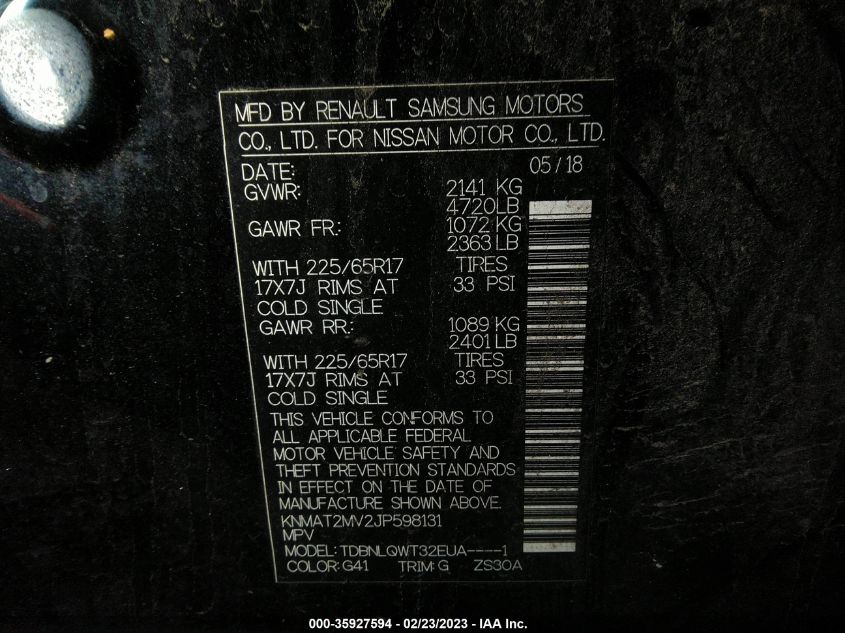 MFD BY RENAULT SAMSUNG MOTORS
CO., LTD. FOR NISSAN MOTOR CO., LTD.
DATE: 05/18
GVWR: 2141 KG
4720LB
GAWR FR.: 1072 KG
2363 LB
WITH 225/65R17 TIRES
17X7J RIMS AT 33 PSI
COLD SINGLE
GAWR RR.: 1089 KG
2401 LB
WITH 225/65R17 TIRES
17X7J RIMS AT 33 PSI
COLD SINGLE
THIS VEHICLE CONFORMS TO
ALL APPLICABLE FEDERAL
MOTOR VEHICLE SAFETY AND
THEFT PREVENTION STANDARDS
IN EFFECT ON THE DATE OF
MANUFACTURE SHOWN ABOVE.
KNMAT2MV2JP598131
MPV
MODEL: TDBNLQWT32EUA----1
COLOR: G41 TRIM: G ZS30A
000-35927594 - 02/23/2023 - IAA Inc.